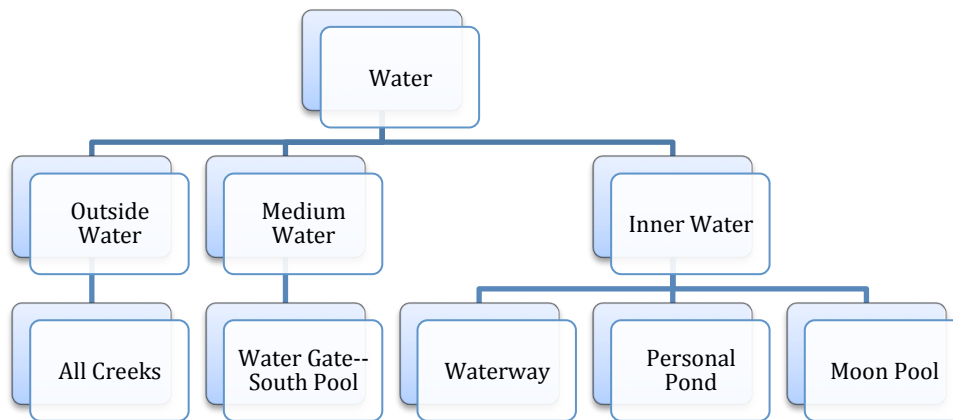 Water
Outside
Water
Medium
Water
Inner Water
All Creeks
Water Gate--
South Pool
Waterway
Personal
Pond
Moon Pool